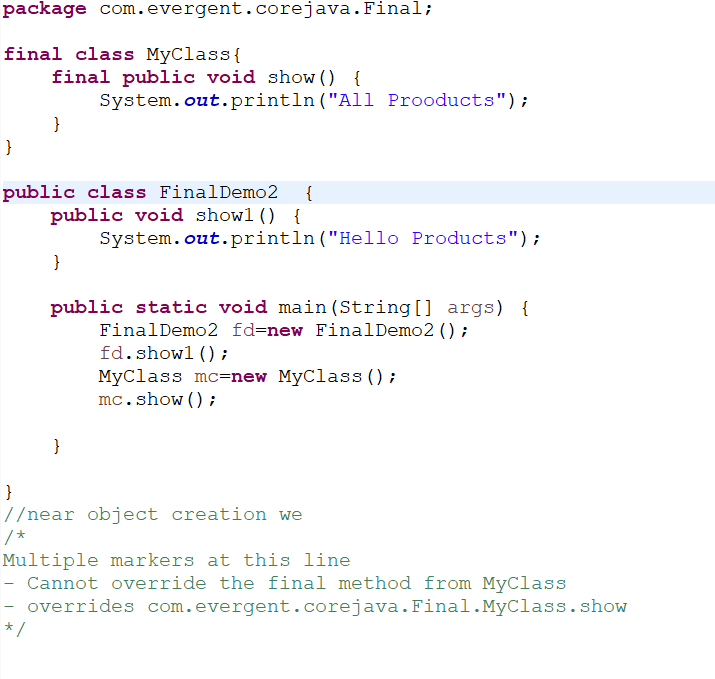 package com.evergent.corejava.Final;
final class MyClass{
final public void show() {
System.out.println("All Prooducts");
}
}
public class FinalDemo2  {
public void show1() {
System.out.println("Hello Products");
}
public static void main(String[] args) {
FinalDemo2 fd=new FinalDemo2();
fd.show1();
MyClass mc=new MyClass();
mc.show();
}
}
//near object creation we
/*
Multiple markers at this line
- Cannot override the final method from MyClass
- overrides com.evergent.corejava.Final.MyClass.show
*/